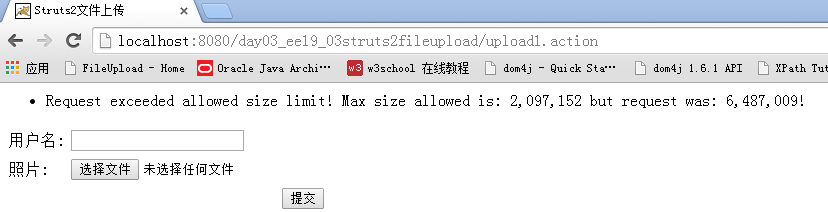 Struts2文件上传
localhost:8080/day03_ee19_03struts2fileupload/upload1.action
应用 FileUpload - Home Oracle Java Archi… w3 w3school 在线教程 dom4j - Quick Sta… dom4j 1.6.1 API XPath Tut
Request exceeded allowed size limit! Max size allowed is: 2,097,152 but request was: 6,487,009!
用户名:
照片: 选择文件 未选择任何文件
提交